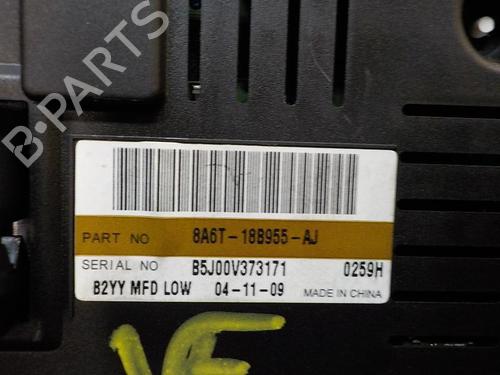 B-PARTS
PART NO 8A6T-18B955-AJ
SERIAL NO B5J00V373171 0259H
B2YY MFD LOW 04-11-09 MADE IN CHINA